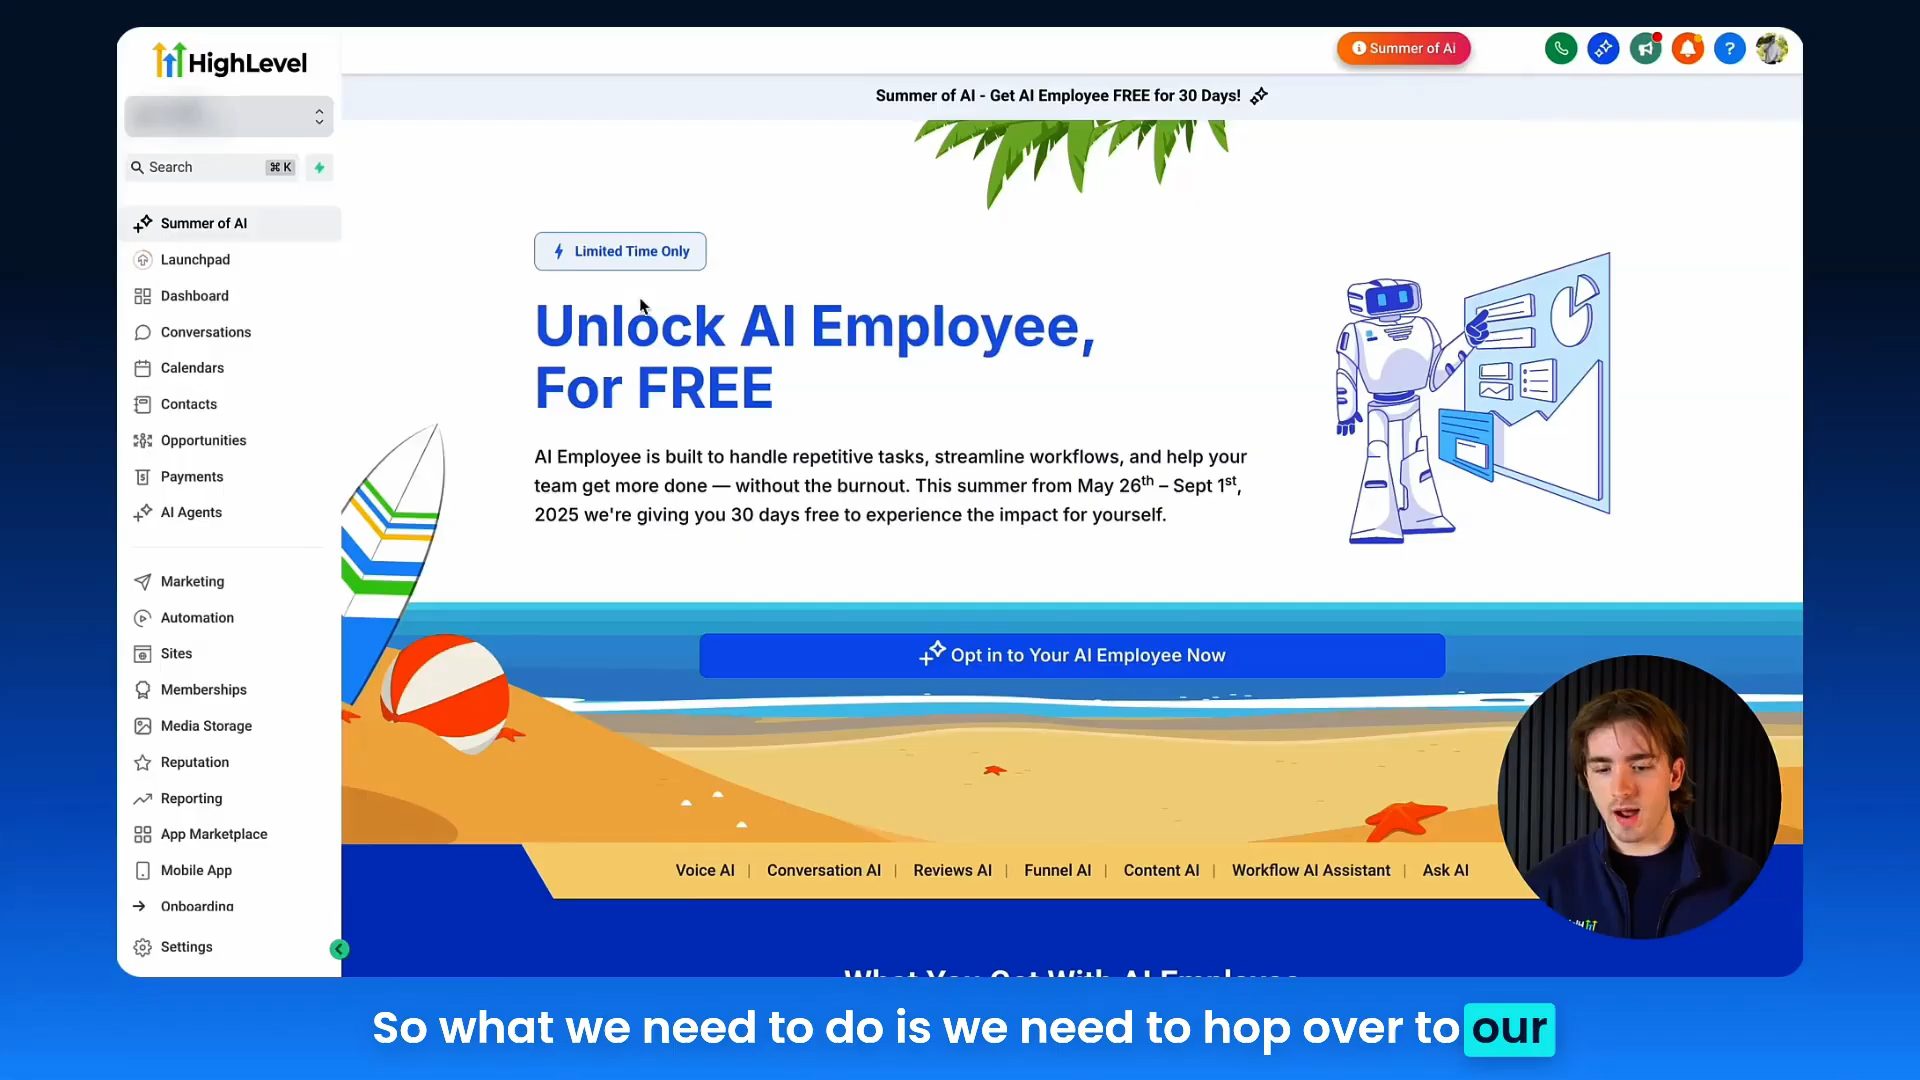 HighLevel
Summer of Ai
Summer of AI - Get AI Employee FREE for 30 Days!
Search
⌘ K
Summer of AI
Launchpad
Dashboard
Conversations
Calendars
Contacts
Opportunities
Payments
AI Agents
Marketing
Automation
Sites
Memberships
Media Storage
Reputation
Reporting
App Marketplace
Mobile App
Onboarding
Settings
Limited Time Only
Unlock AI Employee,
For FREE
AI Employee is built to handle repetitive tasks, streamline workflows, and help your
team get more done — without the burnout. This summer from May 26th – Sept 1st,
2025 we're giving you 30 days free to experience the impact for yourself.
Opt in to Your AI Employee Now
Voice AI | Conversation AI | Reviews AI | Funnel AI | Content AI | Workflow AI Assistant | Ask AI
What You Get With AI Employee
So what we need to do is we need to hop over to our